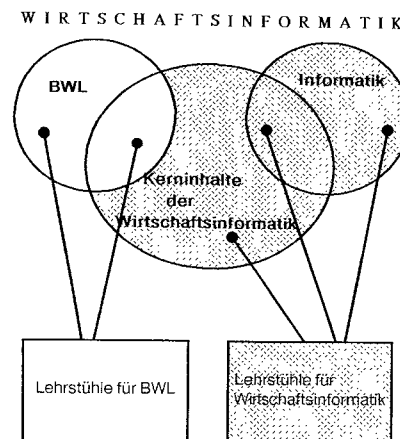 WIRTSCHAFTSINFORMATIK
BWL
Informatik
Kerninhalte
der
Wirtschaftsinformatik
Lehrstühle für BWL
Lehrstühle für
Wirtschaftsinformatik